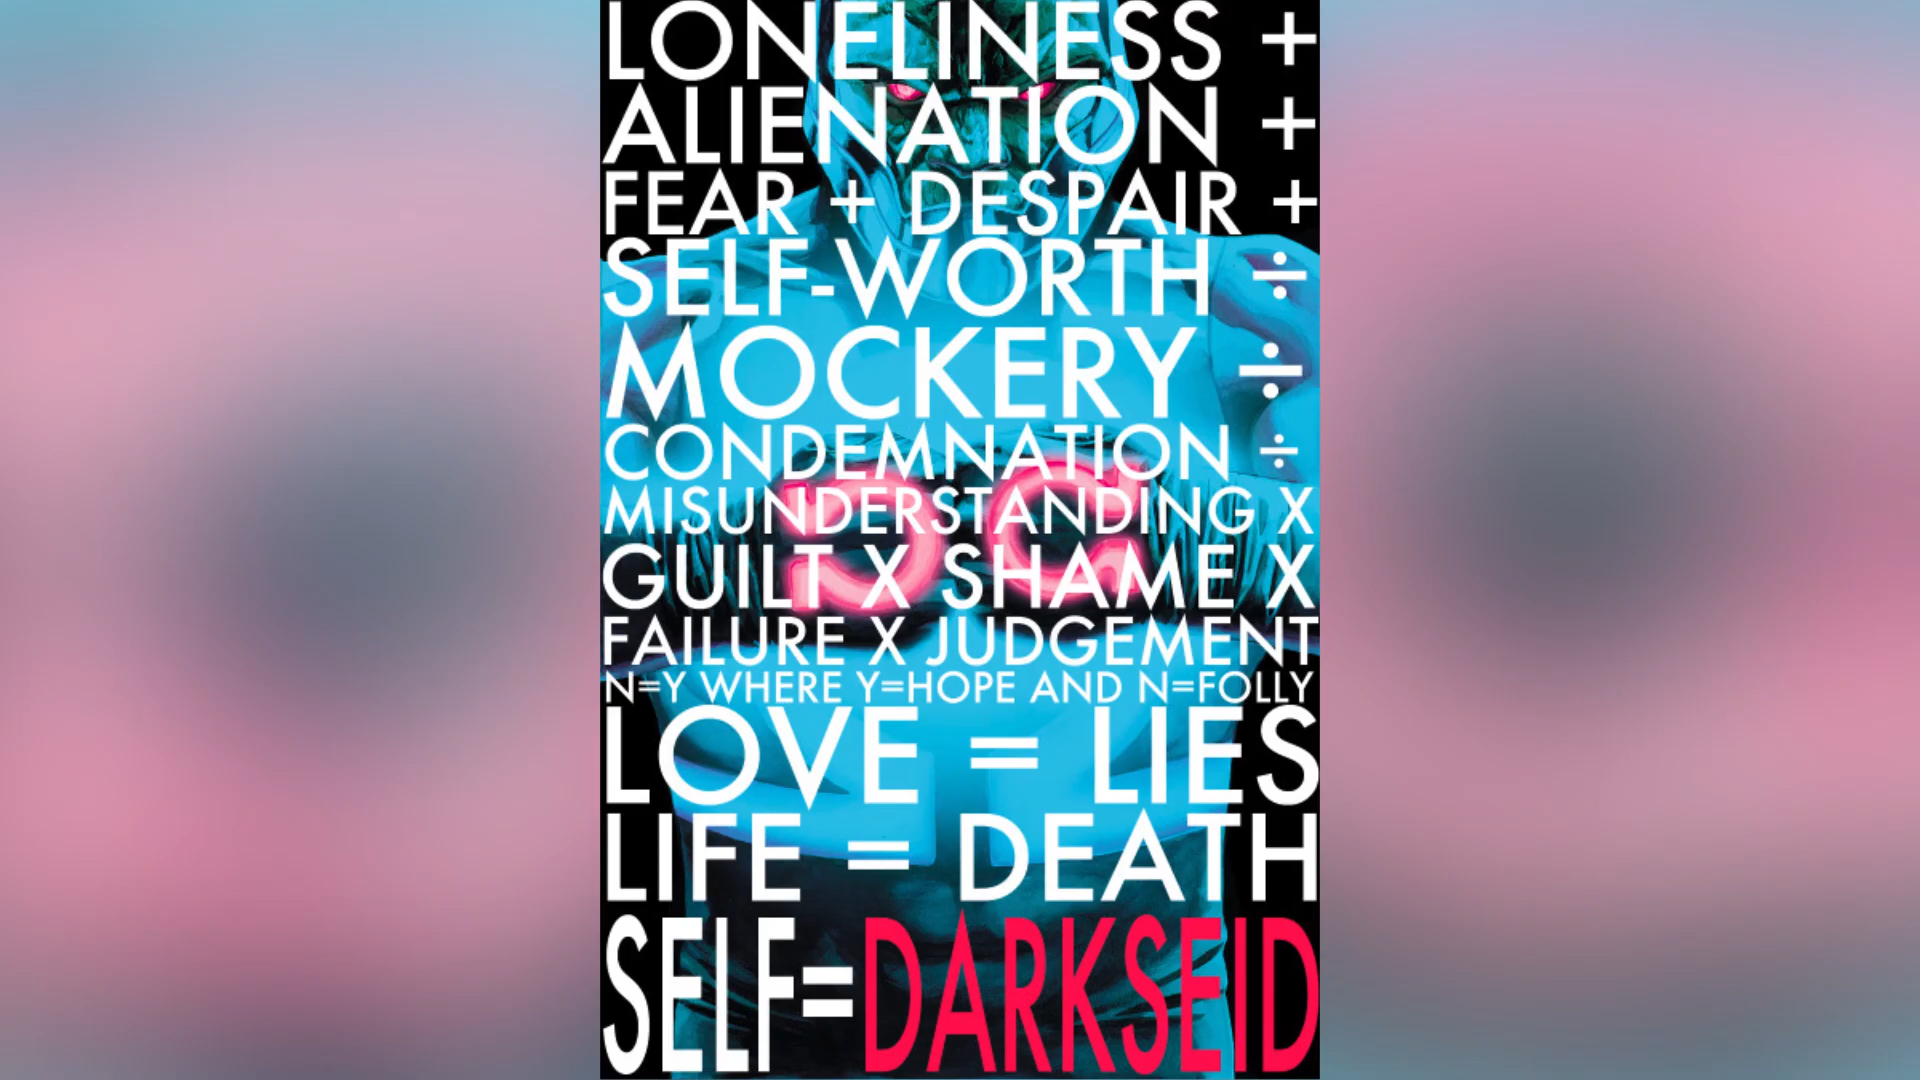 LONELINESS +
ALIENATION +
FEAR + DESPAIR +
SELF-WORTH ÷
MOCKERY ÷
CONDEMNATION ÷
MISUNDERSTANDING X
GUILT X SHAME X
FAILURE X JUDGEMENT
N=Y WHERE Y=HOPE AND N=FOLLY
LOVE = LIES
LIFE = DEATH
SELF=DARKSEID